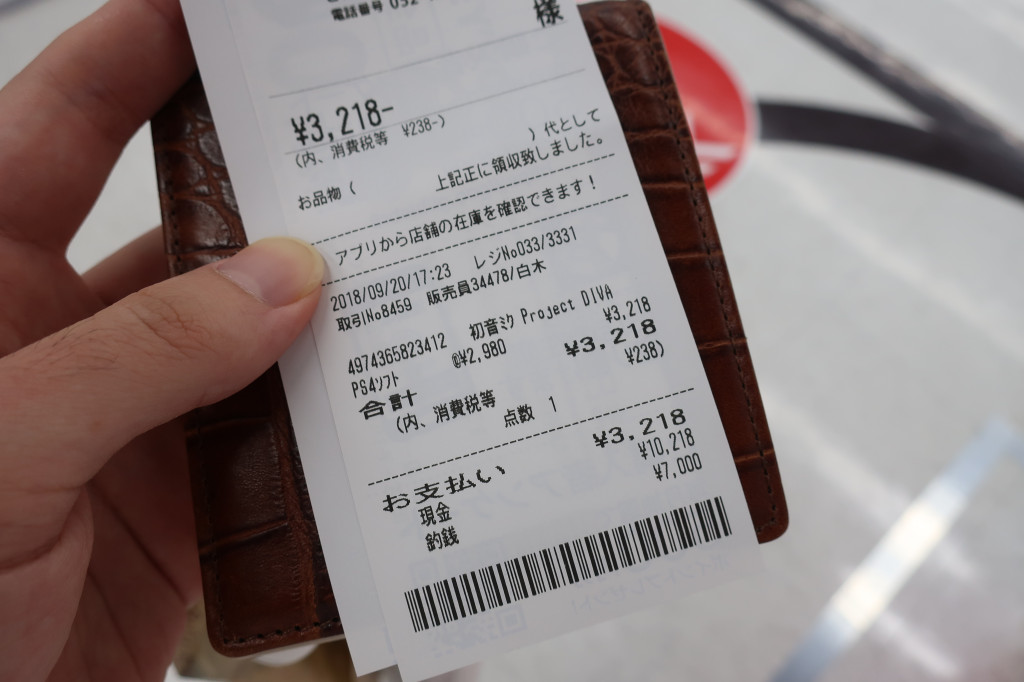 電話番号 052
様
¥3,218-
(内、消費税等 ¥238-)
お品物( )代として
上記正に領収致しました。
アプリから店舗の在庫を確認できます!
2018/09/20/17:23 レジNo033/3331
取引No8459 販売員34478/白木
4974365823412 初音ミク Project DIVA
PS4ソフト @¥2,980 ¥3,218
合計 ¥3,218
(内、消費税等 ¥238)
点数 1
お支払い ¥3,218
現金 ¥10,218
釣銭 ¥7,000